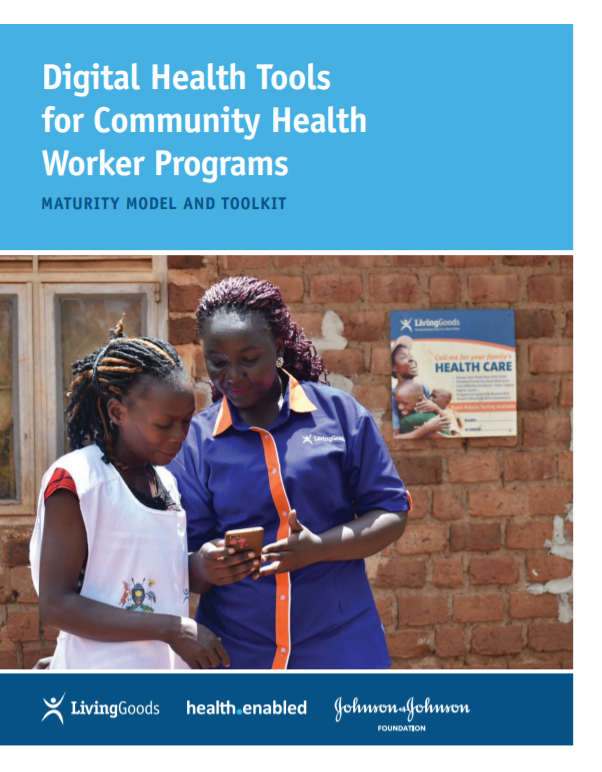 Digital Health Tools
for Community Health
Worker Programs
MATURITY MODEL AND TOOLKIT
LivingGoods
Call me for your family's
HEALTH CARE
LivingGoods
LivingGoods
health.enabled
Johnson & Johnson
FOUNDATION